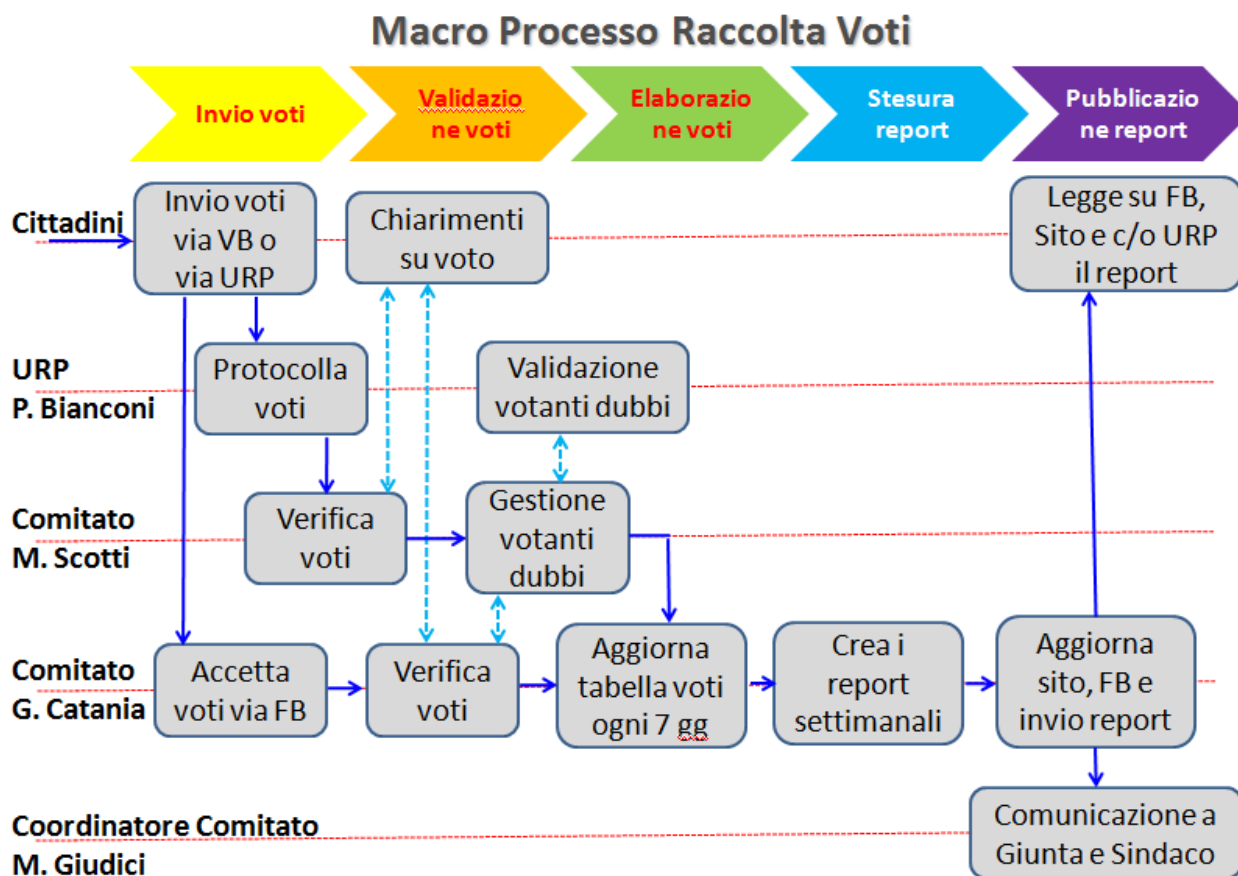 Macro Processo Raccolta Voti
Invio voti
Validazio
ne voti
Elaborazio
ne voti
Stesura
report
Pubblicazio
ne report
Cittadini
Invio voti
via VB o
via URP
Chiarimenti
su voto
Legge su FB,
Sito e c/o URP
il report
URP
P. Bianconi
Protocolla
voti
Validazione
votanti dubbi
Comitato
M. Scotti
Verifica
voti
Gestione
votanti
dubbi
Comitato
G. Catania
Accetta
voti via FB
Verifica
voti
Aggiorna
tabella voti
ogni 7 gg
Crea i
report
settimanali
Aggiorna
sito, FB e
invio report
Coordinatore Comitato
M. Giudici
Comunicazione a
Giunta e Sindaco